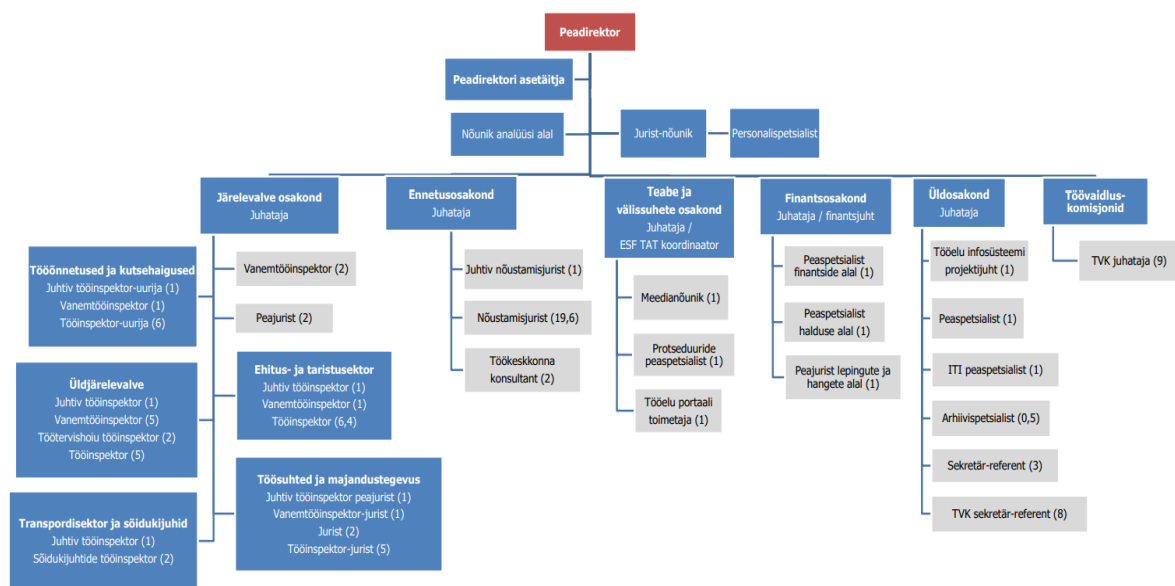 Peadirektor
Peadirektori asetäitja
Nõunik analüüsi alal
Jurist-nõunik
Personalispetsialist
Järelevalve osakond
Juhataja
Tööõnnetused ja kutsehaigused
Juhtiv tööinspektor-uurija (1)
Vanemtööinspektor (1)
Tööinspektor-uurija (6)
Üldjärelevalve
Juhtiv tööinspektor (1)
Vanemtööinspektor (5)
Töötervishoiu tööinspektor (2)
Tööinspektor (5)
Transpordisektor ja sõidukijuhid
Juhtiv tööinspektor (1)
Sõidukijuhtide tööinspektor (2)
Vanemtööinspektor (2)
Peajurist (2)
Ehitus- ja taristusektor
Juhtiv tööinspektor (1)
Vanemtööinspektor (1)
Tööinspektor (6,4)
Töösuhted ja majandustegevus
Juhtiv tööinspektor peajurist (1)
Vanemtööinspektor-jurist (1)
Jurist (2)
Tööinspektor-jurist (5)
Ennetusosakond
Juhataja
Juhtiv nõustamisjurist (1)
Nõustamisjurist (19,6)
Töökeskkonna
konsultant (2)
Teabe ja
välissuhete osakond
Juhataja /
ESF TAT koordinaator
Meedianõunik (1)
Protseduuride
peaspetsialist (1)
Tööelu portaali
toimetaja (1)
Finantsosakond
Juhataja / finantsjuht
Peaspetsialist
finantside alal (1)
Peaspetsialist
halduse alal (1)
Peajurist lepingute ja
hangete alal (1)
Üldosakond
Juhataja
Tööelu infosüsteemi
projektijuht (1)
Peaspetsialist (1)
ITI peaspetsialist (1)
Arhiivispetsialist (0,5)
Sekretär-referent (3)
TVK sekretär-referent (8)
Töövaidlus-
komisjonid
TVK juhataja (9)